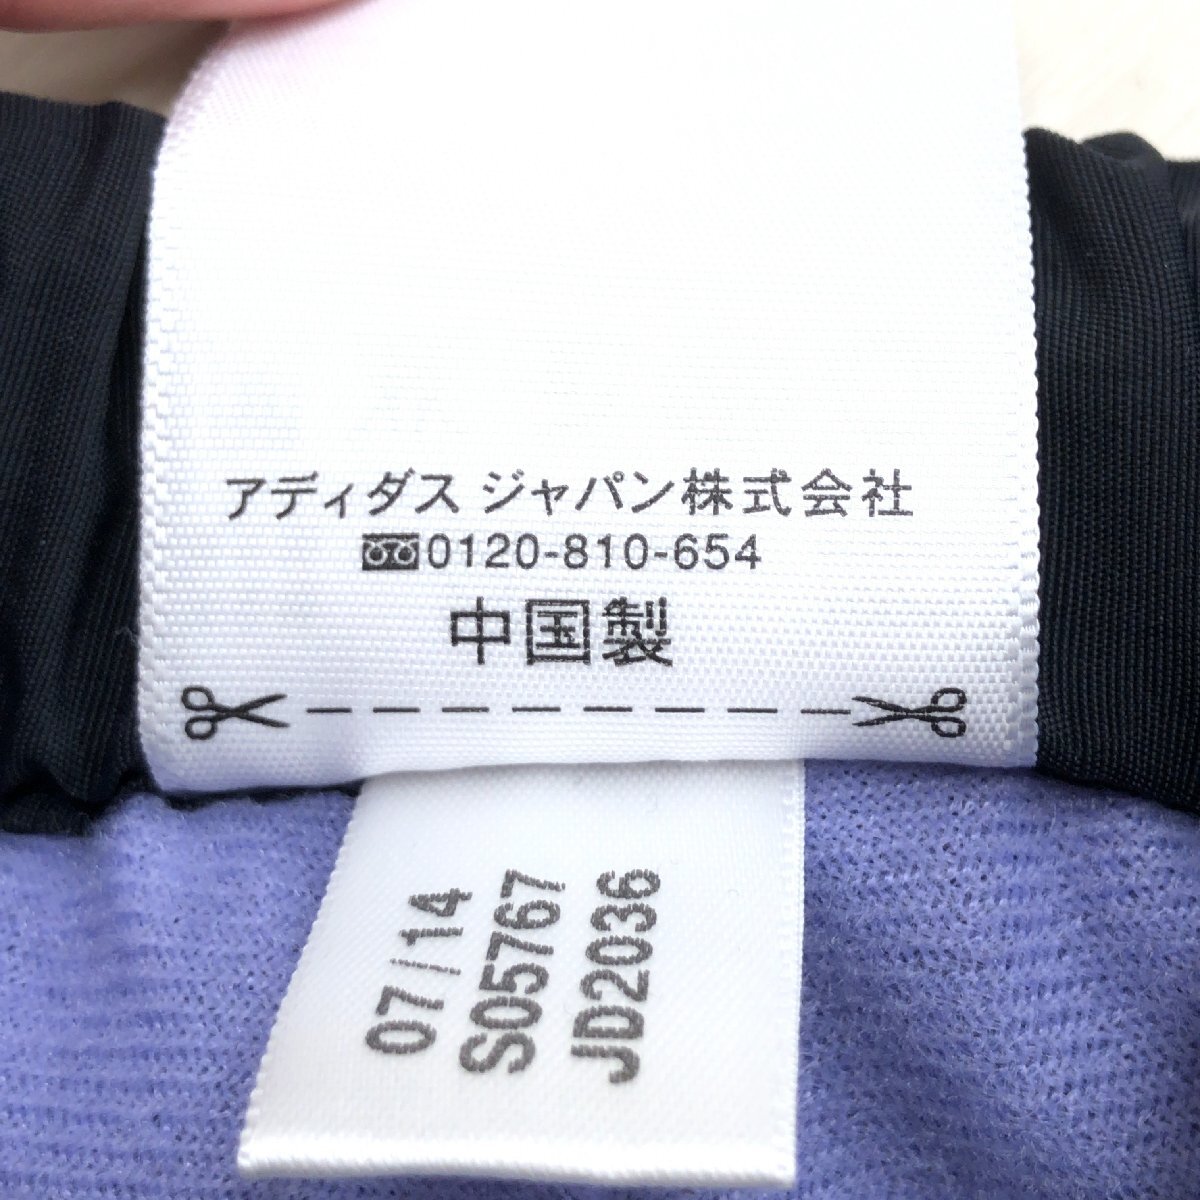 アディダス ジャパン株式会社
0120-810-654
中国製
07/14
S05767
JD2036